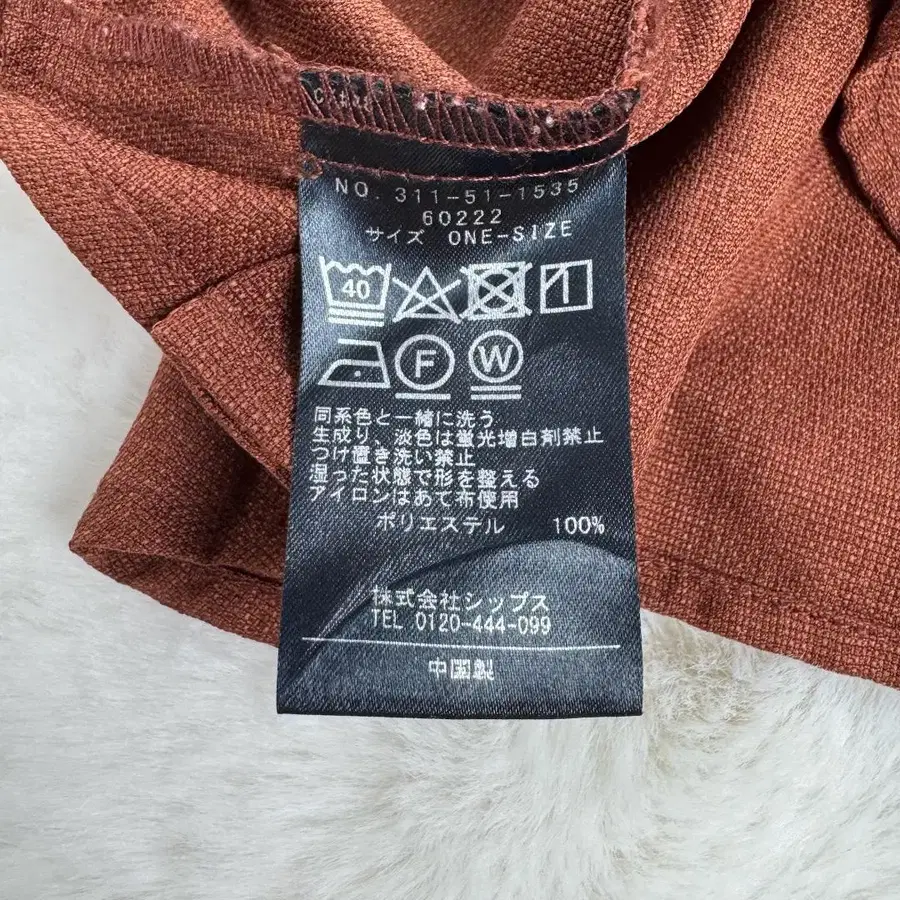 NO. 311-51-1535
60222
サイズ ONE-SIZE
40
F W
同系色と一緒に洗う
生成り、淡色は蛍光増白剤禁止
つけ置き洗い禁止
湿った状態で形を整える
アイロンはあて布使用
ポリエステル 100%
株式会社シップス
TEL 0120-444-099
中国製